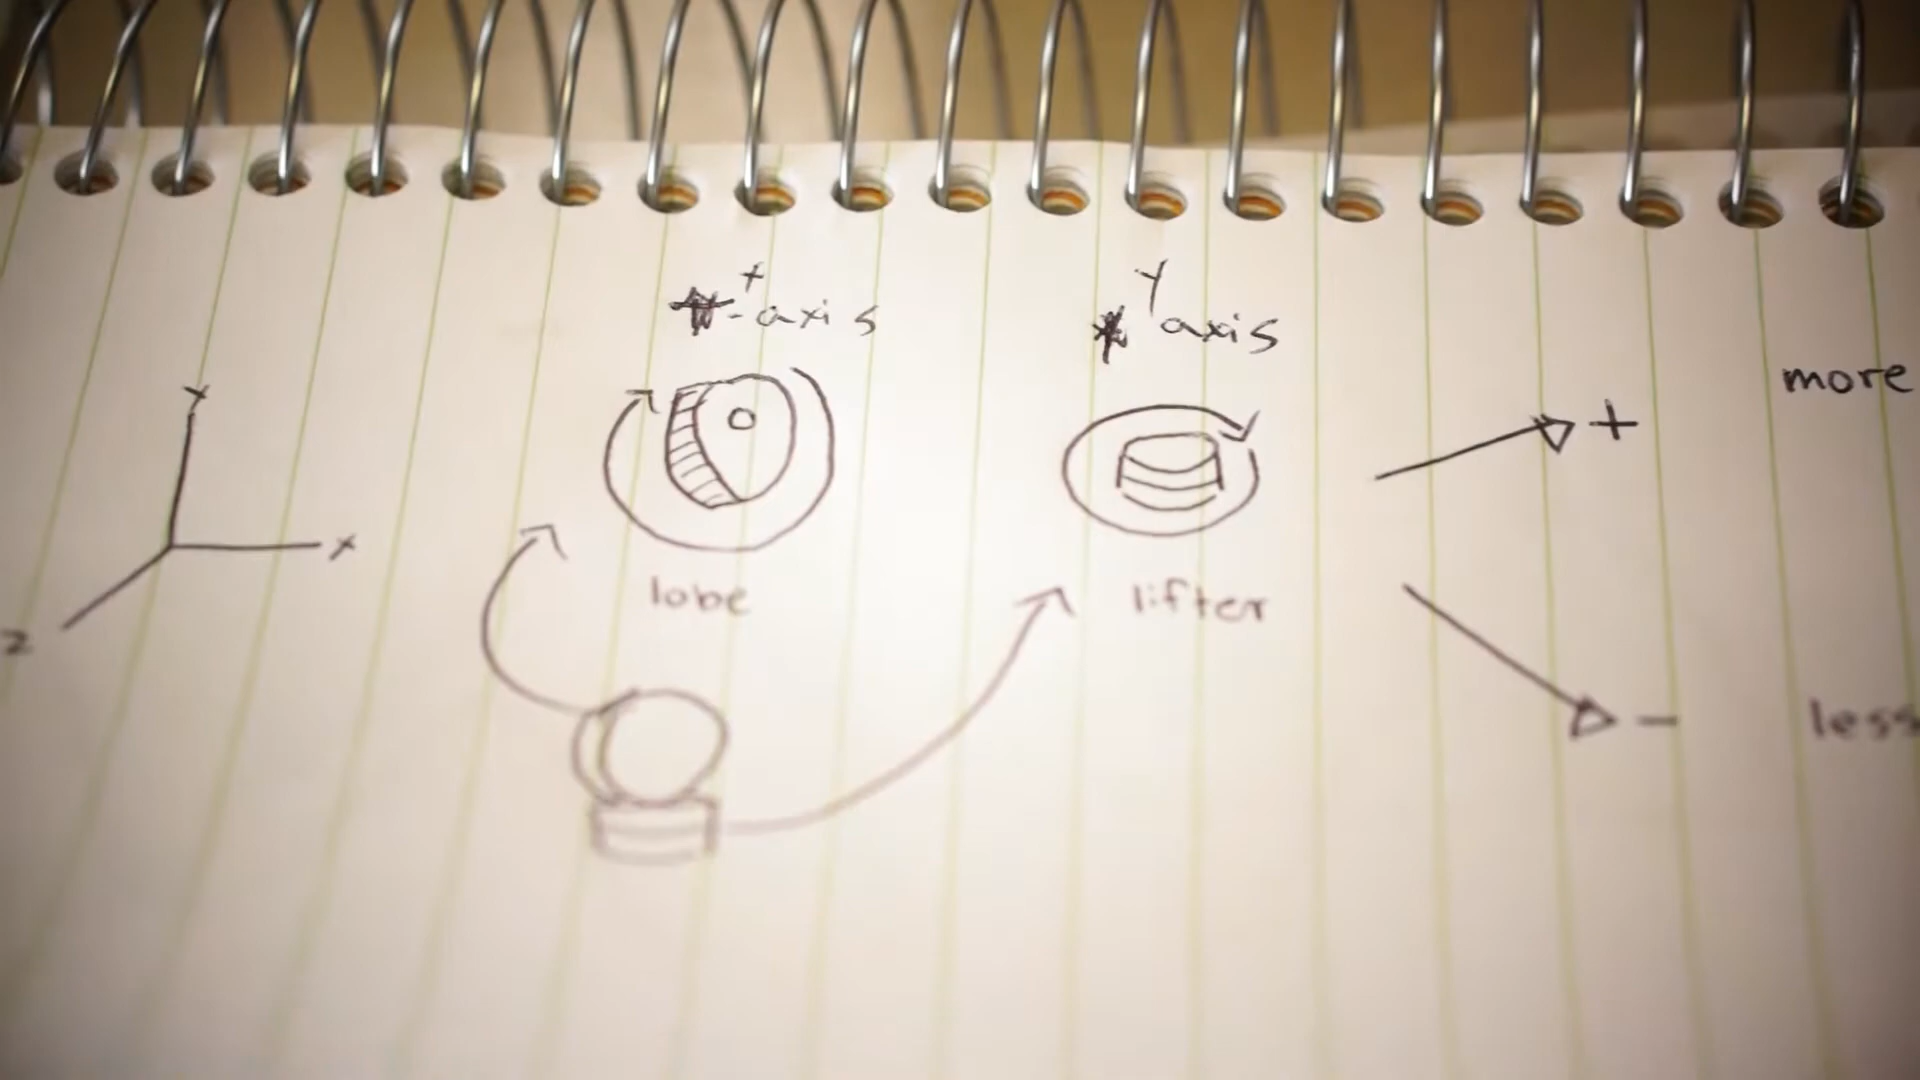 x-axis
Y axis
more
Y
+
x
lobe
lifter
z
-
less